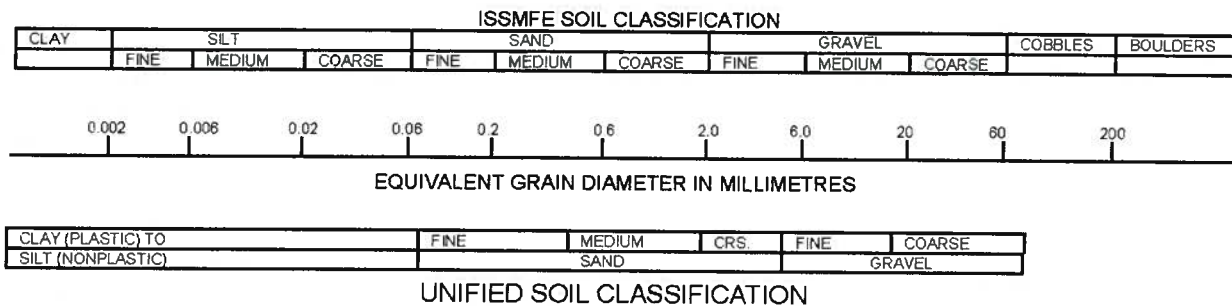 ISSMFE SOIL CLASSIFICATION
CLAY SILT SAND GRAVEL COBBLES BOULDERS
FINE MEDIUM COARSE FINE MEDIUM COARSE FINE MEDIUM COARSE
0.002 0.006 0.02 0.06 0.2 0.6 2.0 6.0 20 60 200
EQUIVALENT GRAIN DIAMETER IN MILLIMETRES
CLAY (PLASTIC) TO FINE MEDIUM CRS. FINE COARSE
SILT (NONPLASTIC) SAND GRAVEL
UNIFIED SOIL CLASSIFICATION